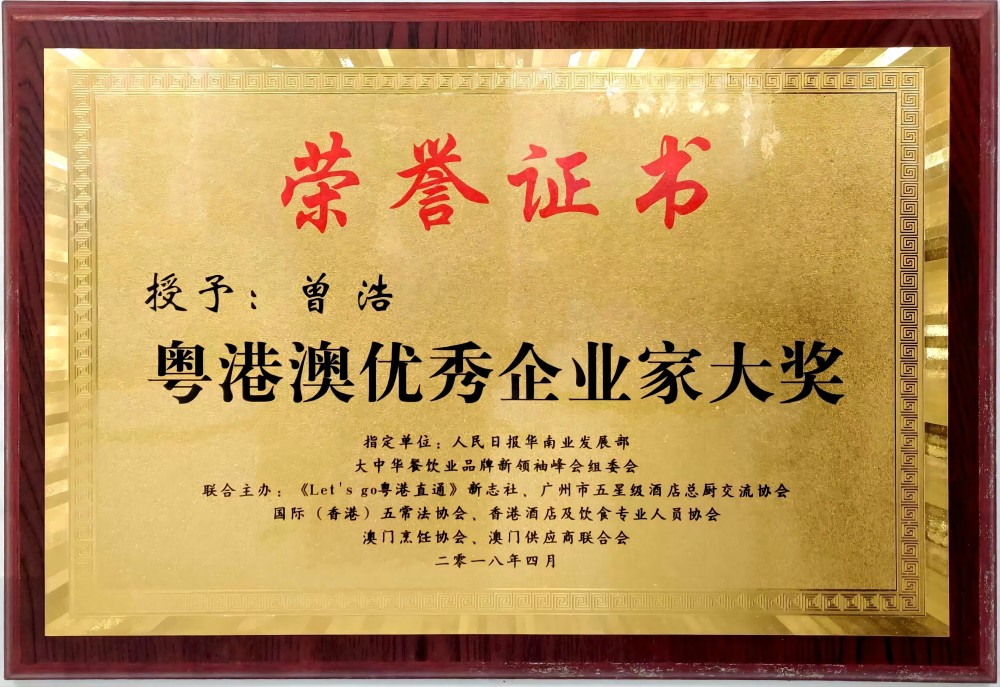 荣誉证书
授予：曾浩
粤港澳优秀企业家大奖
指定单位：人民日报华南业发展部
大中华餐饮业品牌新领袖峰会组委会
联合主办：《Let's go粤港直通》新志社、广州市五星级酒店总厨交流协会
国际（香港）五常法协会、香港酒店及饮食专业人员协会
澳门烹饪协会、澳门供应商联合会
二零一八年四月